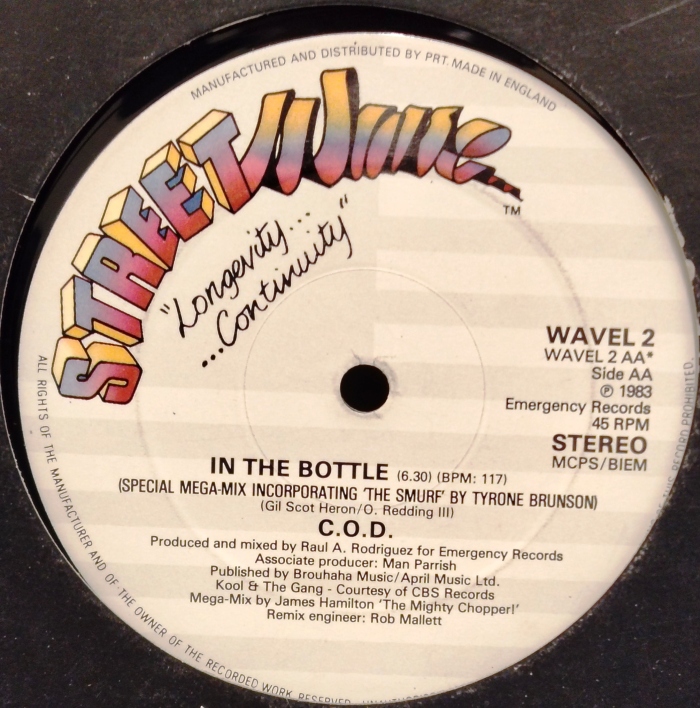 MANUFACTURED AND DISTRIBUTED BY PRT. MADE IN ENGLAND
STREET Wave...
TM
"Longevity...
...Continuity"
WAVEL 2
WAVEL 2 AA*
Side AA
℗ 1983
Emergency Records
45 RPM
STEREO
MCPS/BIEM
IN THE BOTTLE (6.30) (BPM: 117)
(SPECIAL MEGA-MIX INCORPORATING 'THE SMURF' BY TYRONE BRUNSON)
(Gil Scot Heron/O. Redding III)
C.O.D.
Produced and mixed by Raul A. Rodriguez for Emergency Records
Associate producer: Man Parrish
Published by Brouhaha Music/April Music Ltd.
Kool & The Gang - Courtesy of CBS Records
Mega-Mix by James Hamilton 'The Mighty Chopper!'
Remix engineer: Rob Mallett
ALL RIGHTS OF THE MANUFACTURER AND OF THE OWNER OF THE RECORDED WORK RESERVED. RECORD PROHIBITED.